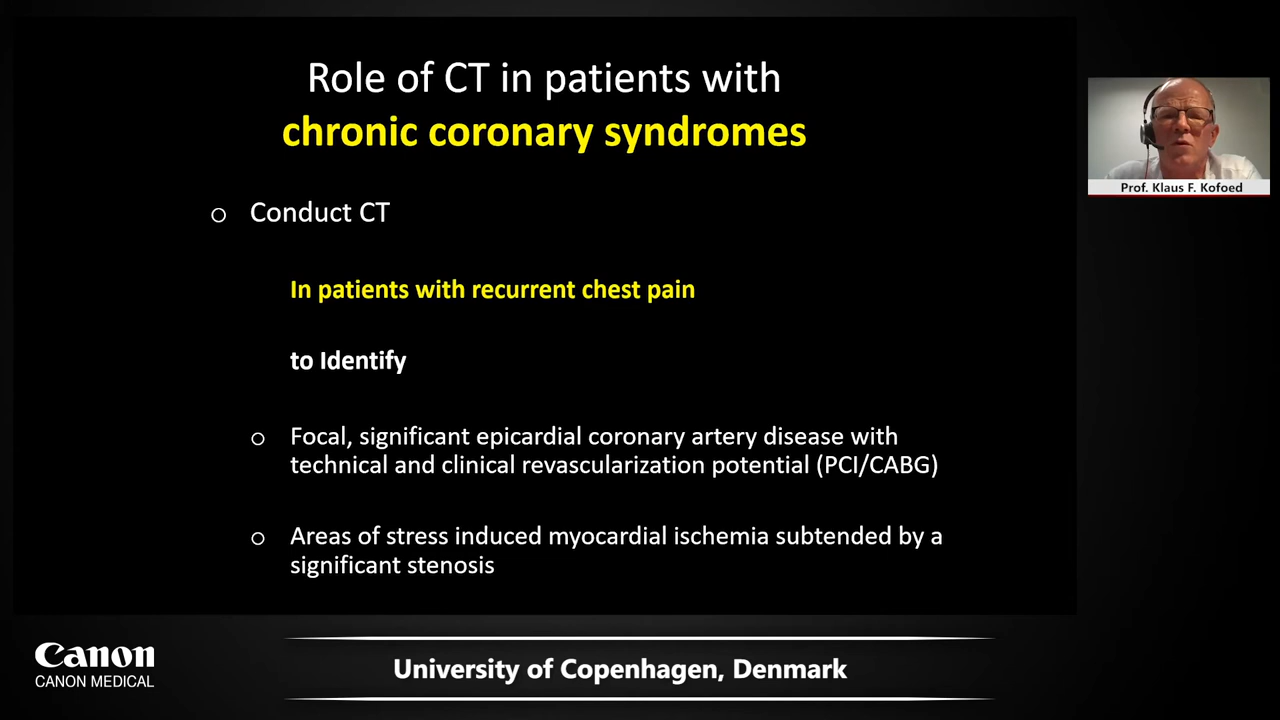 Role of CT in patients with
chronic coronary syndromes
Conduct CT
In patients with recurrent chest pain
to Identify
Focal, significant epicardial coronary artery disease with
technical and clinical revascularization potential (PCI/CABG)
Areas of stress induced myocardial ischemia subtended by a
significant stenosis
Prof. Klaus F. Kofoed
Canon
CANON MEDICAL
University of Copenhagen, Denmark